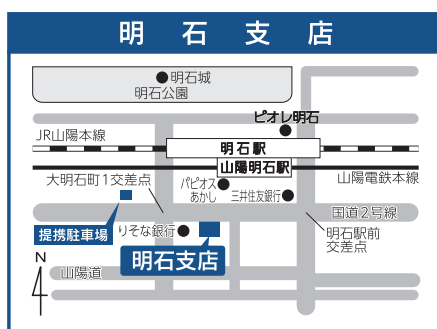 明石支店
明石城
明石公園
ピオレ明石
JR山陽本線
明石駅
山陽明石駅
山陽電鉄本線
大明石町1交差点
パピオス
あかし
三井住友銀行
国道2号線
提携駐車場
りそな銀行
明石駅前
交差点
明石支店
N
山陽道